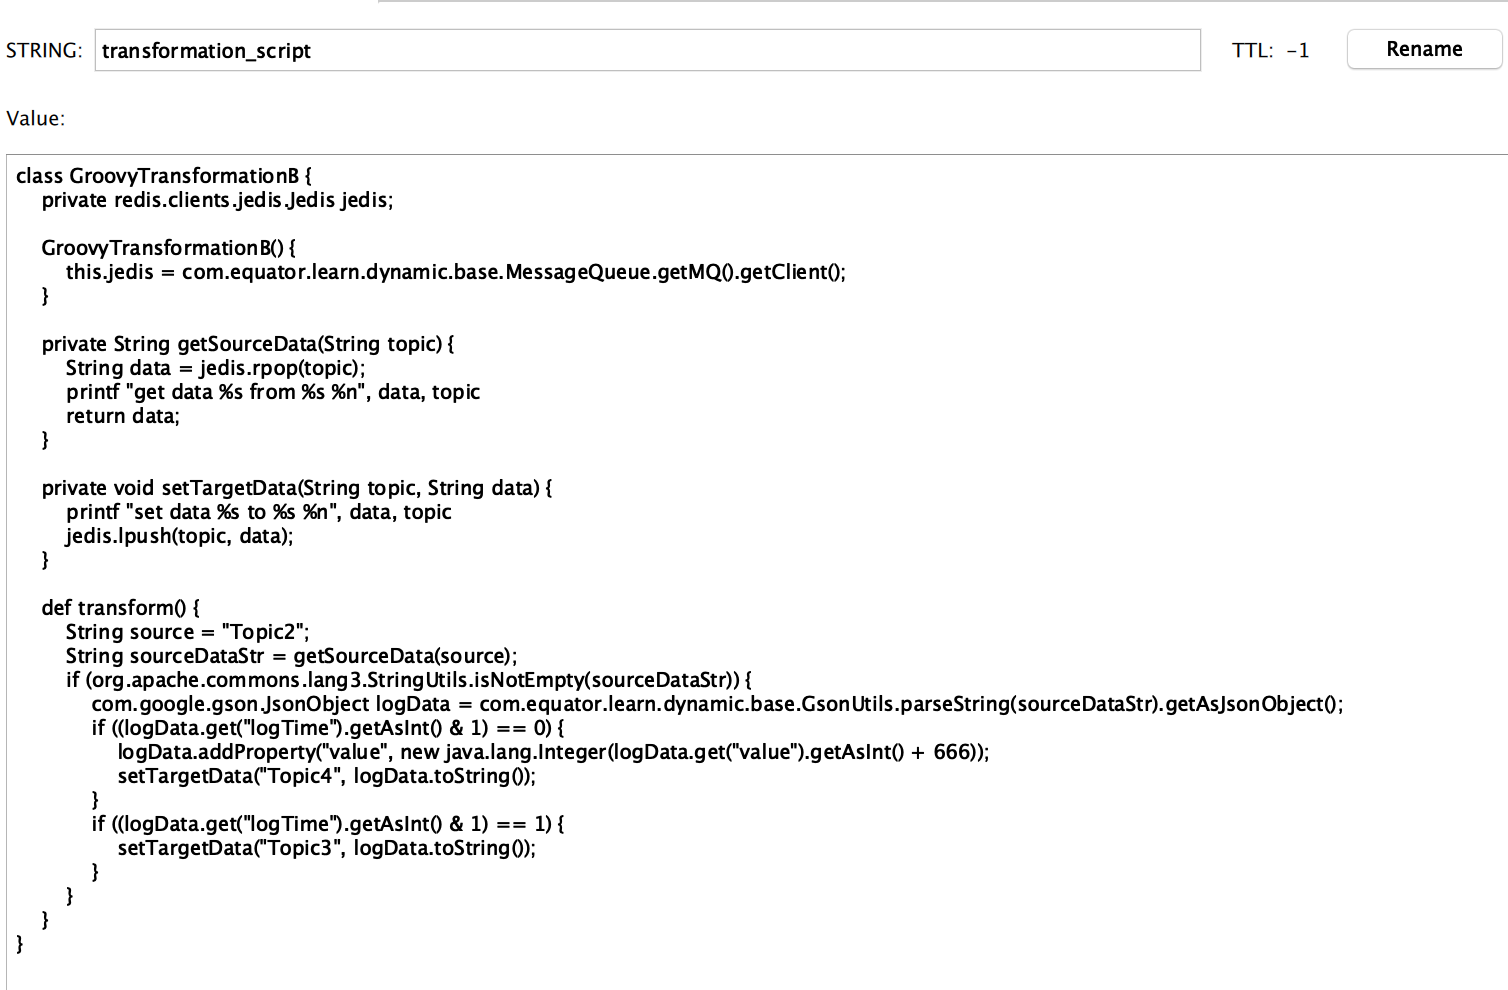 STRING: transformation_script TTL: -1 Rename
Value:
class GroovyTransformationB {
private redis.clients.jedis.Jedis jedis;
GroovyTransformationB() {
this.jedis = com.equator.learn.dynamic.base.MessageQueue.getMQ().getClient();
}
private String getSourceData(String topic) {
String data = jedis.rpop(topic);
printf "get data %s from %s %n", data, topic
return data;
}
private void setTargetData(String topic, String data) {
printf "set data %s to %s %n", data, topic
jedis.lpush(topic, data);
}
def transform() {
String source = "Topic2";
String sourceDataStr = getSourceData(source);
if (org.apache.commons.lang3.StringUtils.isNotEmpty(sourceDataStr)) {
com.google.gson.JsonObject logData = com.equator.learn.dynamic.base.GsonUtils.parseString(sourceDataStr).getAsJsonObject();
if ((logData.get("logTime").getAsInt() & 1) == 0) {
logData.addProperty("value", new java.lang.Integer(logData.get("value").getAsInt() + 666));
setTargetData("Topic4", logData.toString());
}
if ((logData.get("logTime").getAsInt() & 1) == 1) {
setTargetData("Topic3", logData.toString());
}
}
}
}